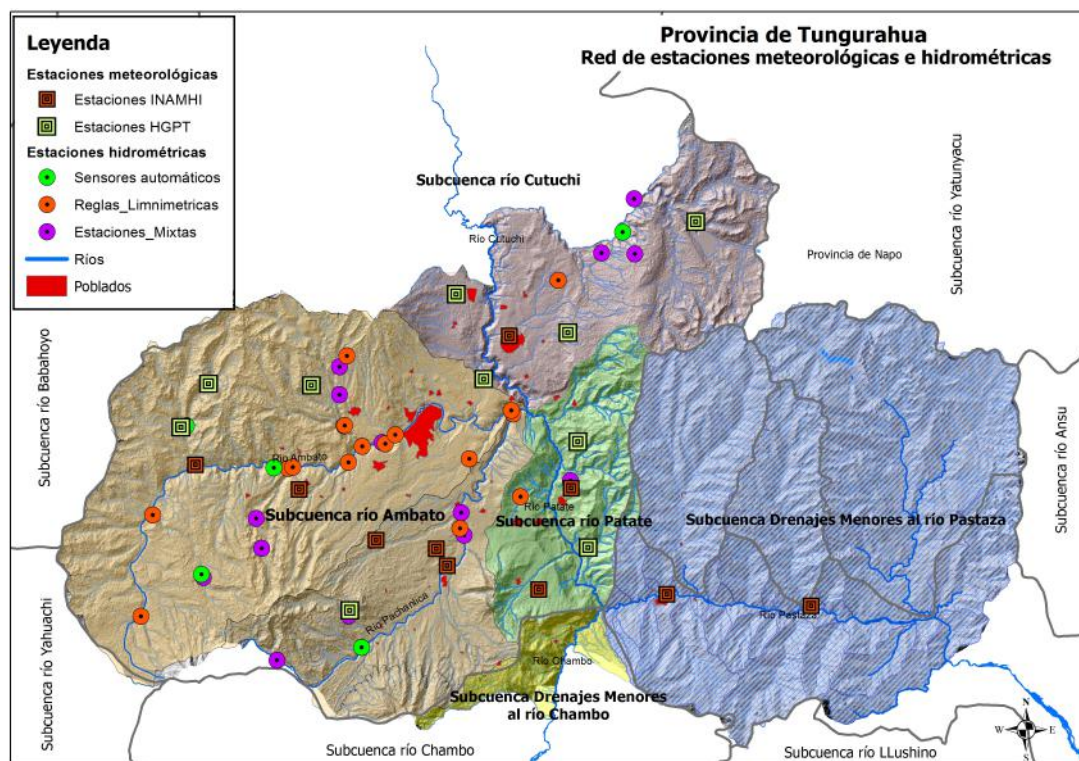 Provincia de Tungurahua
Red de estaciones meteorológicas e hidrométricas
Leyenda
Estaciones meteorológicas
Estaciones INAMHI
Estaciones HGPT
Estaciones hidrométricas
Sensores automáticos
Reglas_Limnimetricas
Estaciones_Mixtas
Ríos
Poblados
Subcuenca río Cutuchi
Río Cutuchi
Provincia de Napo
Subcuenca río Yatunyacu
Subcuenca río Babahoyo
Subcuenca río Ansu
Río Ambato
Subcuenca río Ambato
Río Patate
Subcuenca río Patate
Subcuenca Drenajes Menores al río Pastaza
Río Pachanlica
Río Pastaza
Subcuenca río Yahuachi
Río Chambo
Subcuenca Drenajes Menores
al río Chambo
Subcuenca río Chambo
Subcuenca río LLushino
N
W
E
S